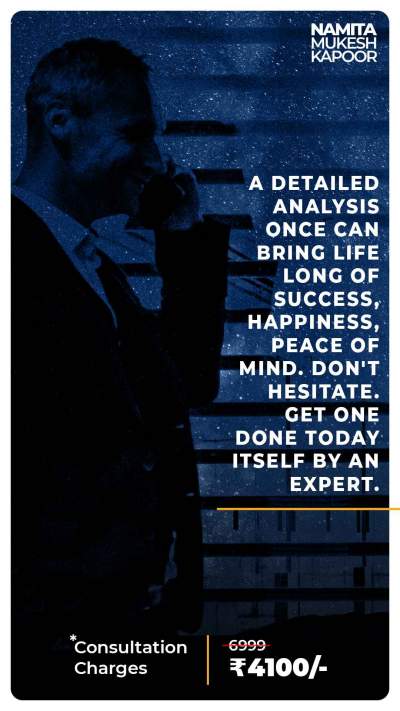 NAMITA
MUKESH
KAPOOR
A DETAILED
ANALYSIS
ONCE CAN
BRING LIFE
LONG OF
SUCCESS,
HAPPINESS,
PEACE OF
MIND. DON'T
HESITATE.
GET ONE
DONE TODAY
ITSELF BY AN
EXPERT.
*Consultation
Charges
6999
₹4100/-